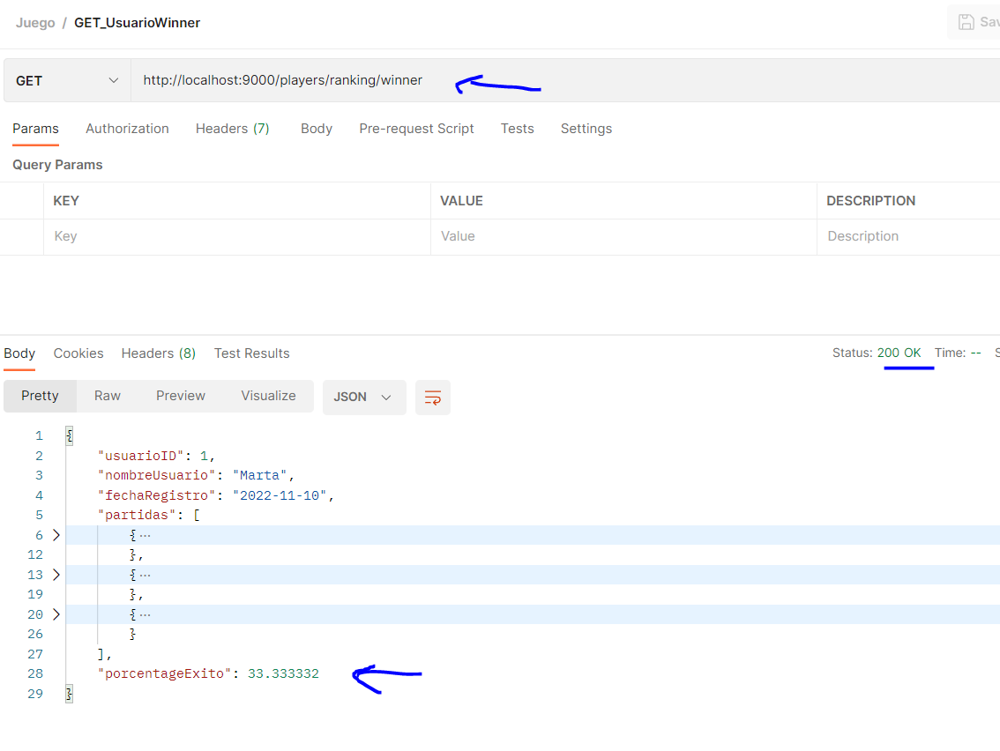 Juego / GET_UsuarioWinner
Sav
GET http://localhost:9000/players/ranking/winner
Params Authorization Headers (7) Body Pre-request Script Tests Settings
Query Params
KEY VALUE DESCRIPTION
Key Value Description
Body Cookies Headers (8) Test Results Status: 200 OK Time: -- S
Pretty Raw Preview Visualize JSON
1 {
2 "usuarioID": 1,
3 "nombreUsuario": "Marta",
4 "fechaRegistro": "2022-11-10",
5 "partidas": [
6 { ···
12 },
13 { ···
19 },
20 { ···
26 }
27 ],
28 "porcentageExito": 33.333332
29 }